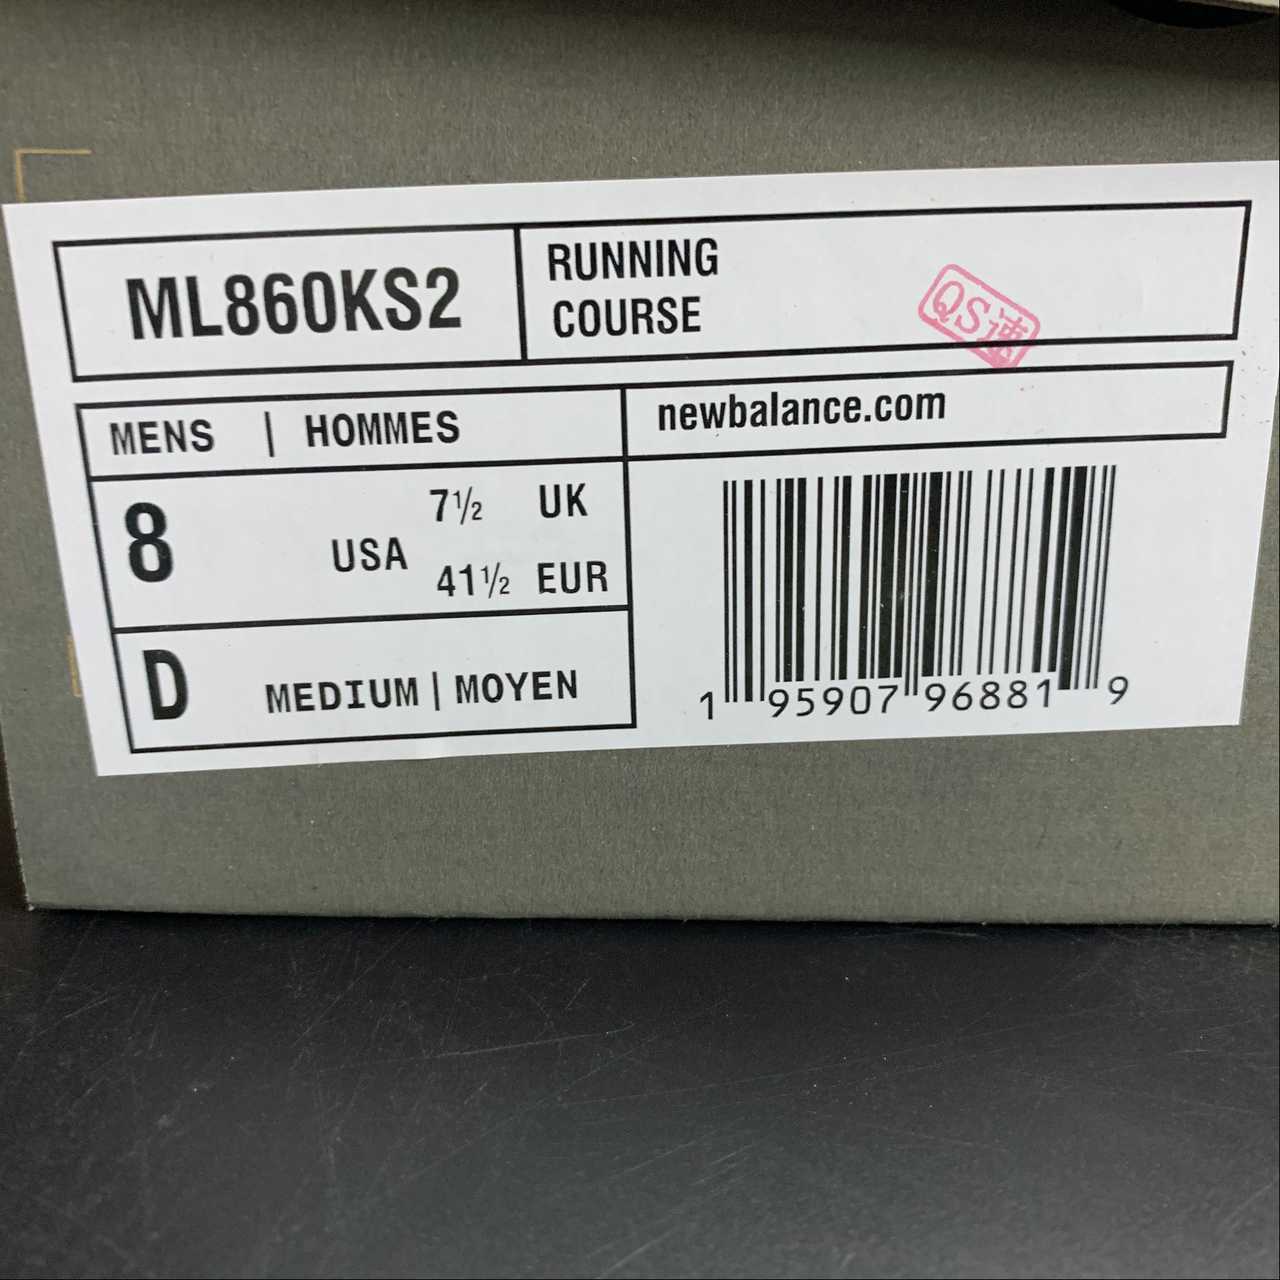 ML860KS2
RUNNING
COURSE
QS速
MENS | HOMMES
newbalance.com
8 USA
7½ UK
41½ EUR
D MEDIUM | MOYEN
1 95907 96881 9